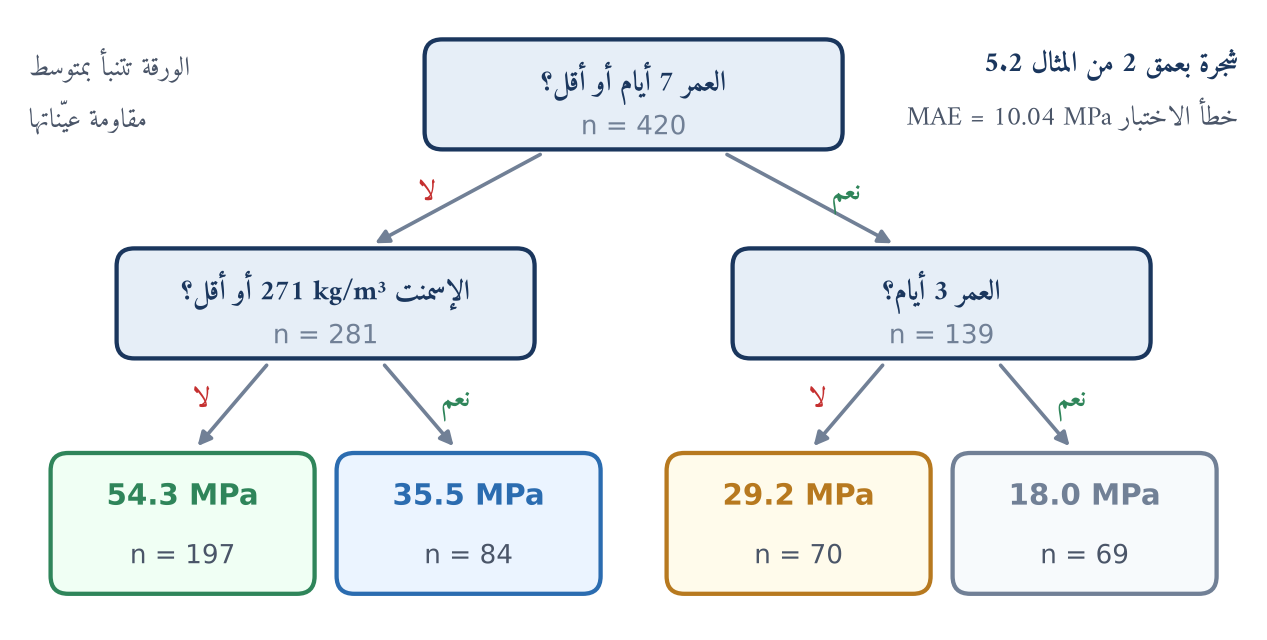 شجرة بعمق 2 من المثال 5.2
خطأ الاختبار MAE = 10.04 MPa
الورقة تتنبأ بمتوسط
مقاومة عيّناتها
العمر 7 أيام أو أقل؟
n = 420
نعم
لا
العمر 3 أيام؟
n = 139
الإسمنت 271 kg/m³ أو أقل؟
n = 281
نعم
لا
نعم
لا
18.0 MPa
n = 69
29.2 MPa
n = 70
35.5 MPa
n = 84
54.3 MPa
n = 197